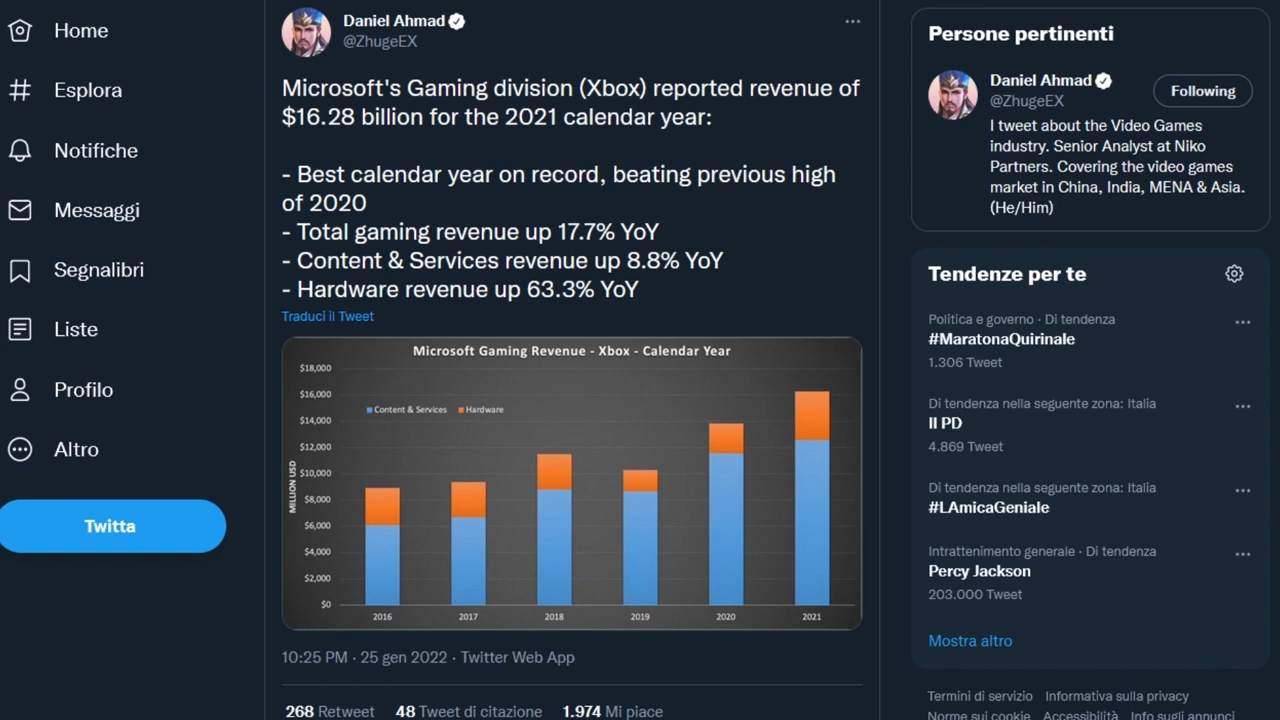 Home
Esplora
Notifiche
Messaggi
Segnalibri
Liste
Profilo
Altro
Twitta
Daniel Ahmad
@ZhugeEX
Microsoft's Gaming division (Xbox) reported revenue of
$16.28 billion for the 2021 calendar year:
- Best calendar year on record, beating previous high
of 2020
- Total gaming revenue up 17.7% YoY
- Content & Services revenue up 8.8% YoY
- Hardware revenue up 63.3% YoY
Traduci il Tweet
Microsoft Gaming Revenue - Xbox - Calendar Year
Content & Services Hardware
MILLION USD
$18,000
$16,000
$14,000
$12,000
$10,000
$8,000
$6,000
$4,000
$2,000
$0
2016 2017 2018 2019 2020 2021
10:25 PM · 25 gen 2022 · Twitter Web App
268 Retweet 48 Tweet di citazione 1.974 Mi piace
Persone pertinenti
Daniel Ahmad
@ZhugeEX
Following
I tweet about the Video Games
industry. Senior Analyst at Niko
Partners. Covering the video games
market in China, India, MENA & Asia.
(He/Him)
Tendenze per te
Politica e governo · Di tendenza
#MaratonaQuirinale
1.306 Tweet
Di tendenza nella seguente zona: Italia
Il PD
4.869 Tweet
Di tendenza nella seguente zona: Italia
#LAmicaGeniale
Intrattenimento generale · Di tendenza
Percy Jackson
203.000 Tweet
Mostra altro
Termini di servizio Informativa sulla privacy
Norme sui cookie Accessibilità Info sugli annunci